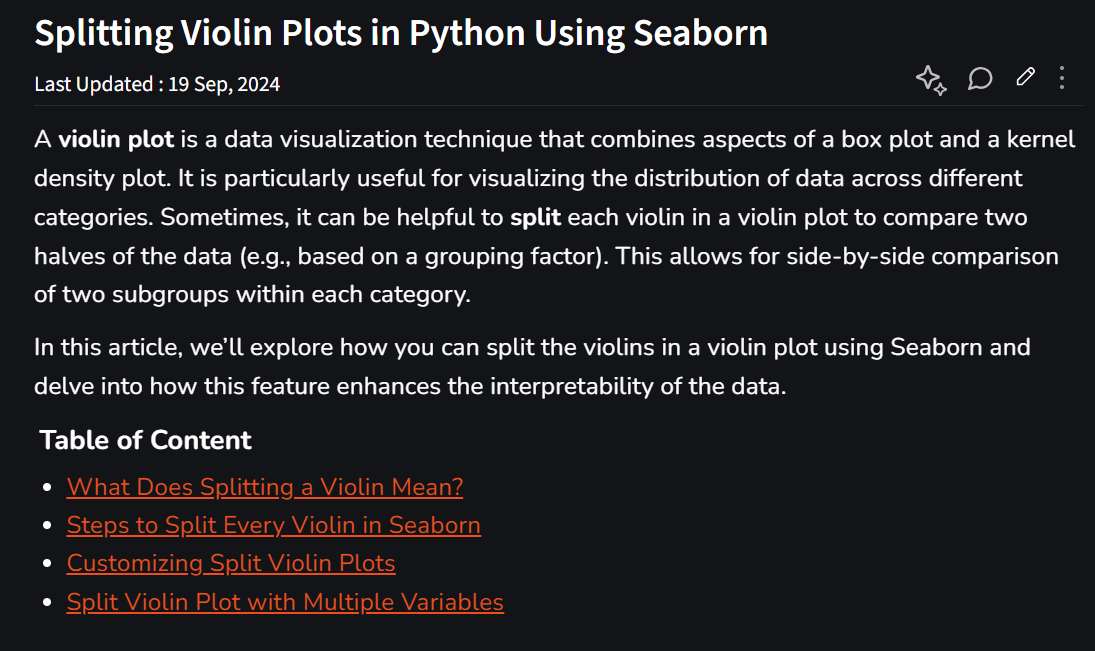 Splitting Violin Plots in Python Using Seaborn
Last Updated : 19 Sep, 2024
A violin plot is a data visualization technique that combines aspects of a box plot and a kernel
density plot. It is particularly useful for visualizing the distribution of data across different
categories. Sometimes, it can be helpful to split each violin in a violin plot to compare two
halves of the data (e.g., based on a grouping factor). This allows for side-by-side comparison
of two subgroups within each category.
In this article, we’ll explore how you can split the violins in a violin plot using Seaborn and
delve into how this feature enhances the interpretability of the data.
Table of Content
• What Does Splitting a Violin Mean?
• Steps to Split Every Violin in Seaborn
• Customizing Split Violin Plots
• Split Violin Plot with Multiple Variables